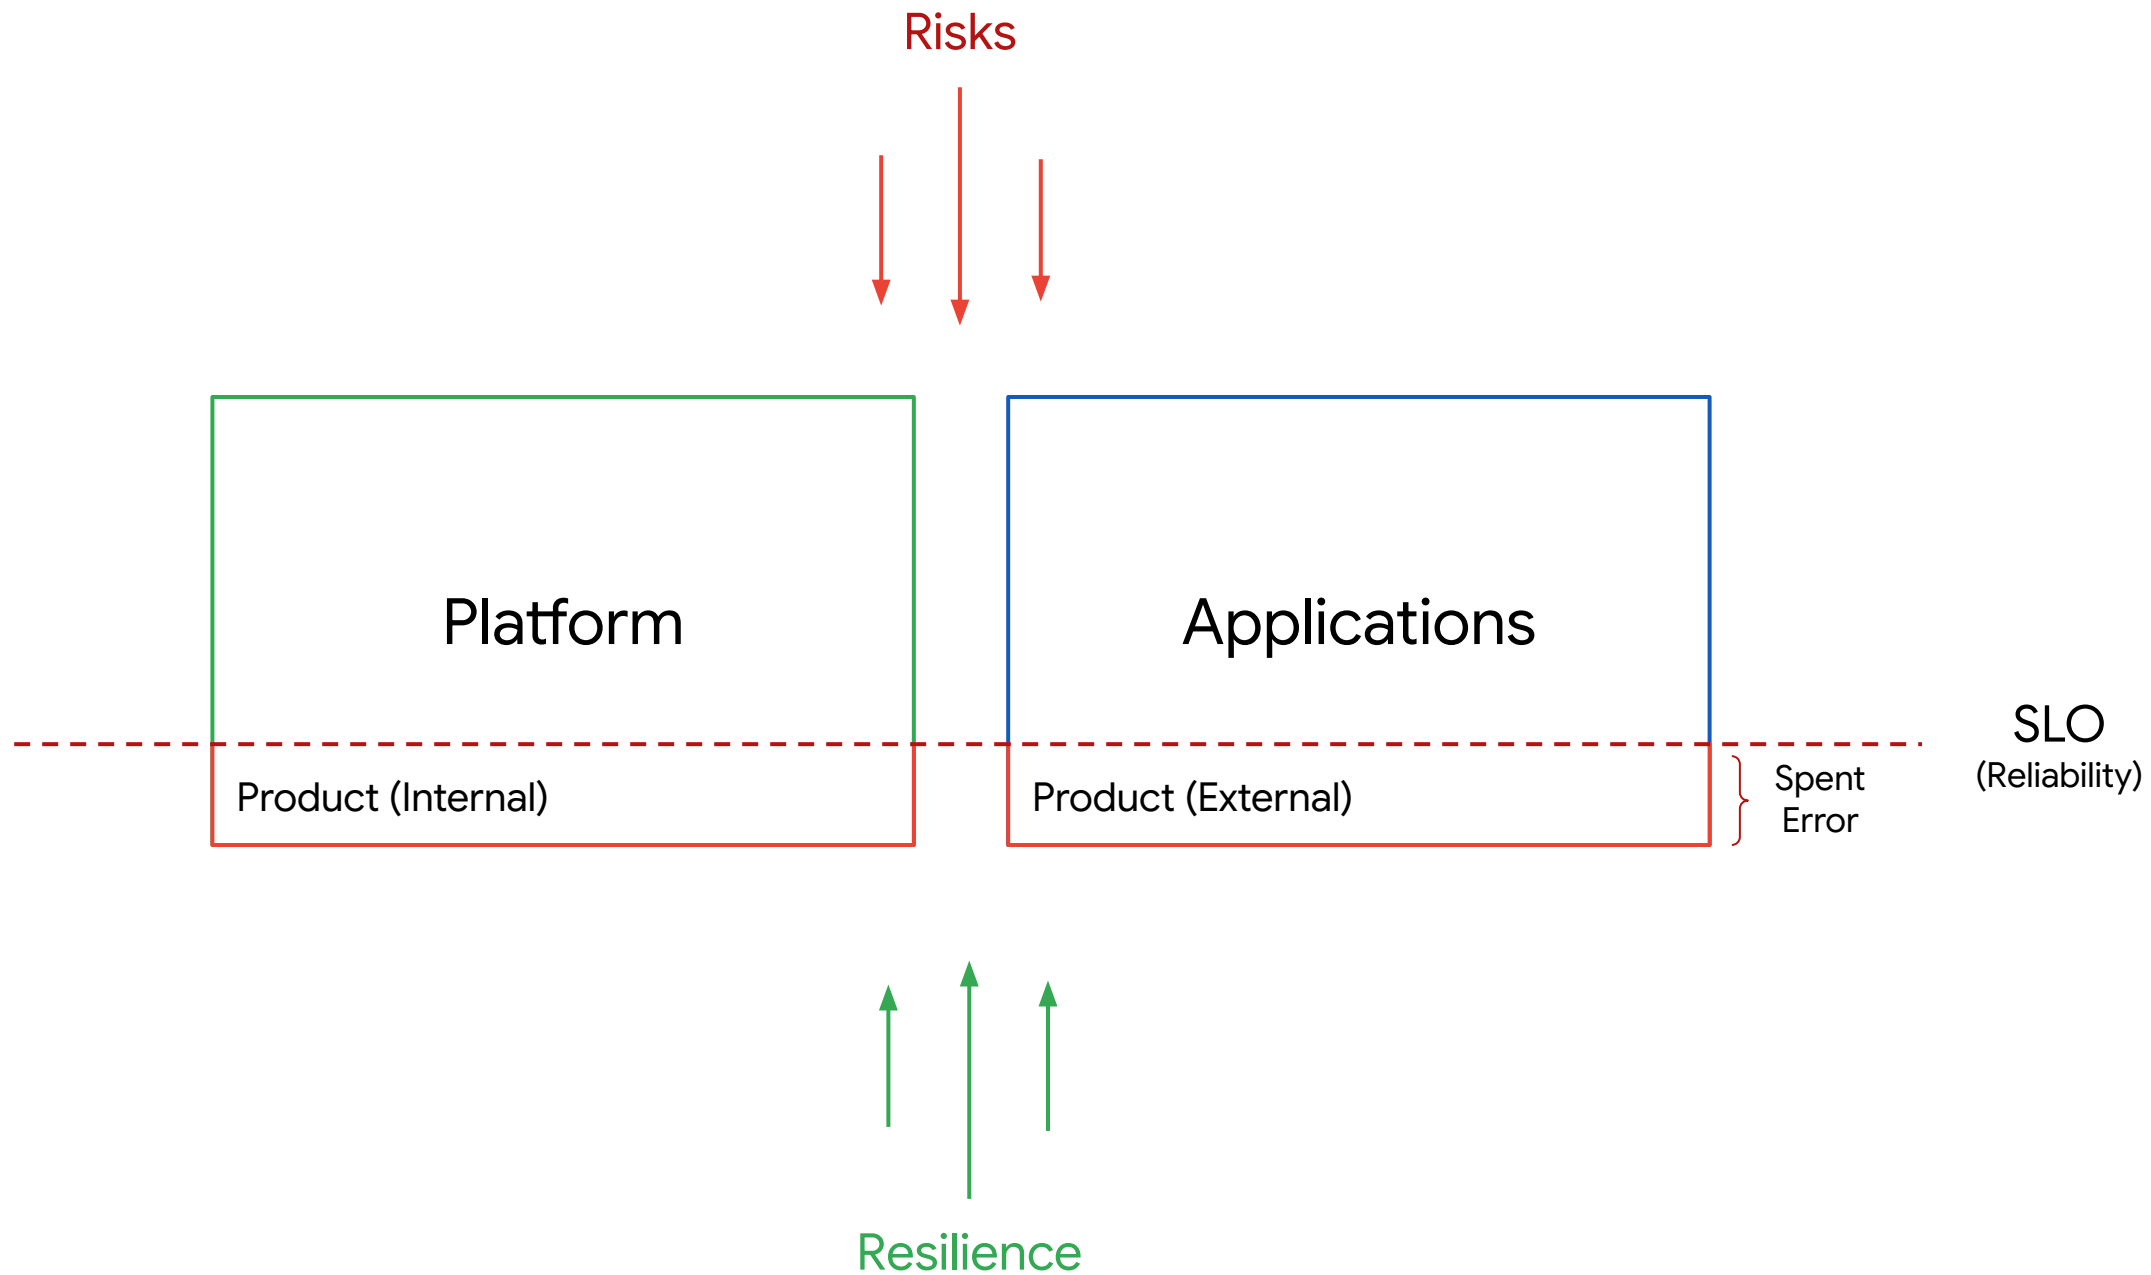 Risks
Platform
Applications
SLO
(Reliability)
Product (Internal)
Product (External)
Spent
Error
Resilience